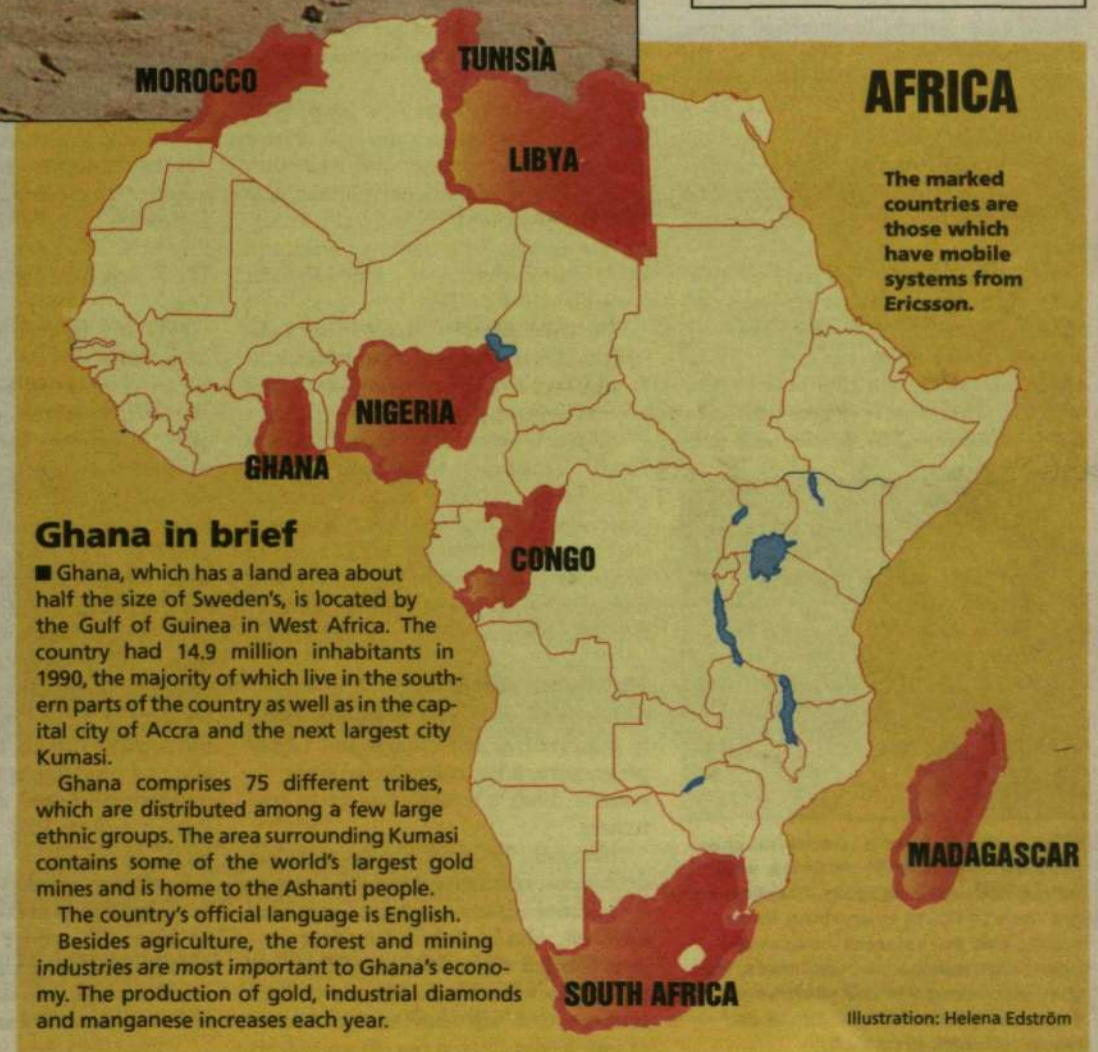 MOROCCO
TUNISIA
LIBYA
AFRICA
The marked
countries are
those which
have mobile
systems from
Ericsson.
NIGERIA
GHANA
CONGO
MADAGASCAR
SOUTH AFRICA
Ghana in brief
■ Ghana, which has a land area about
half the size of Sweden's, is located by
the Gulf of Guinea in West Africa. The
country had 14.9 million inhabitants in
1990, the majority of which live in the south-
ern parts of the country as well as in the cap-
ital city of Accra and the next largest city
Kumasi.
Ghana comprises 75 different tribes,
which are distributed among a few large
ethnic groups. The area surrounding Kumasi
contains some of the world's largest gold
mines and is home to the Ashanti people.
The country's official language is English.
Besides agriculture, the forest and mining
industries are most important to Ghana's econo-
my. The production of gold, industrial diamonds
and manganese increases each year.
Illustration: Helena Edström